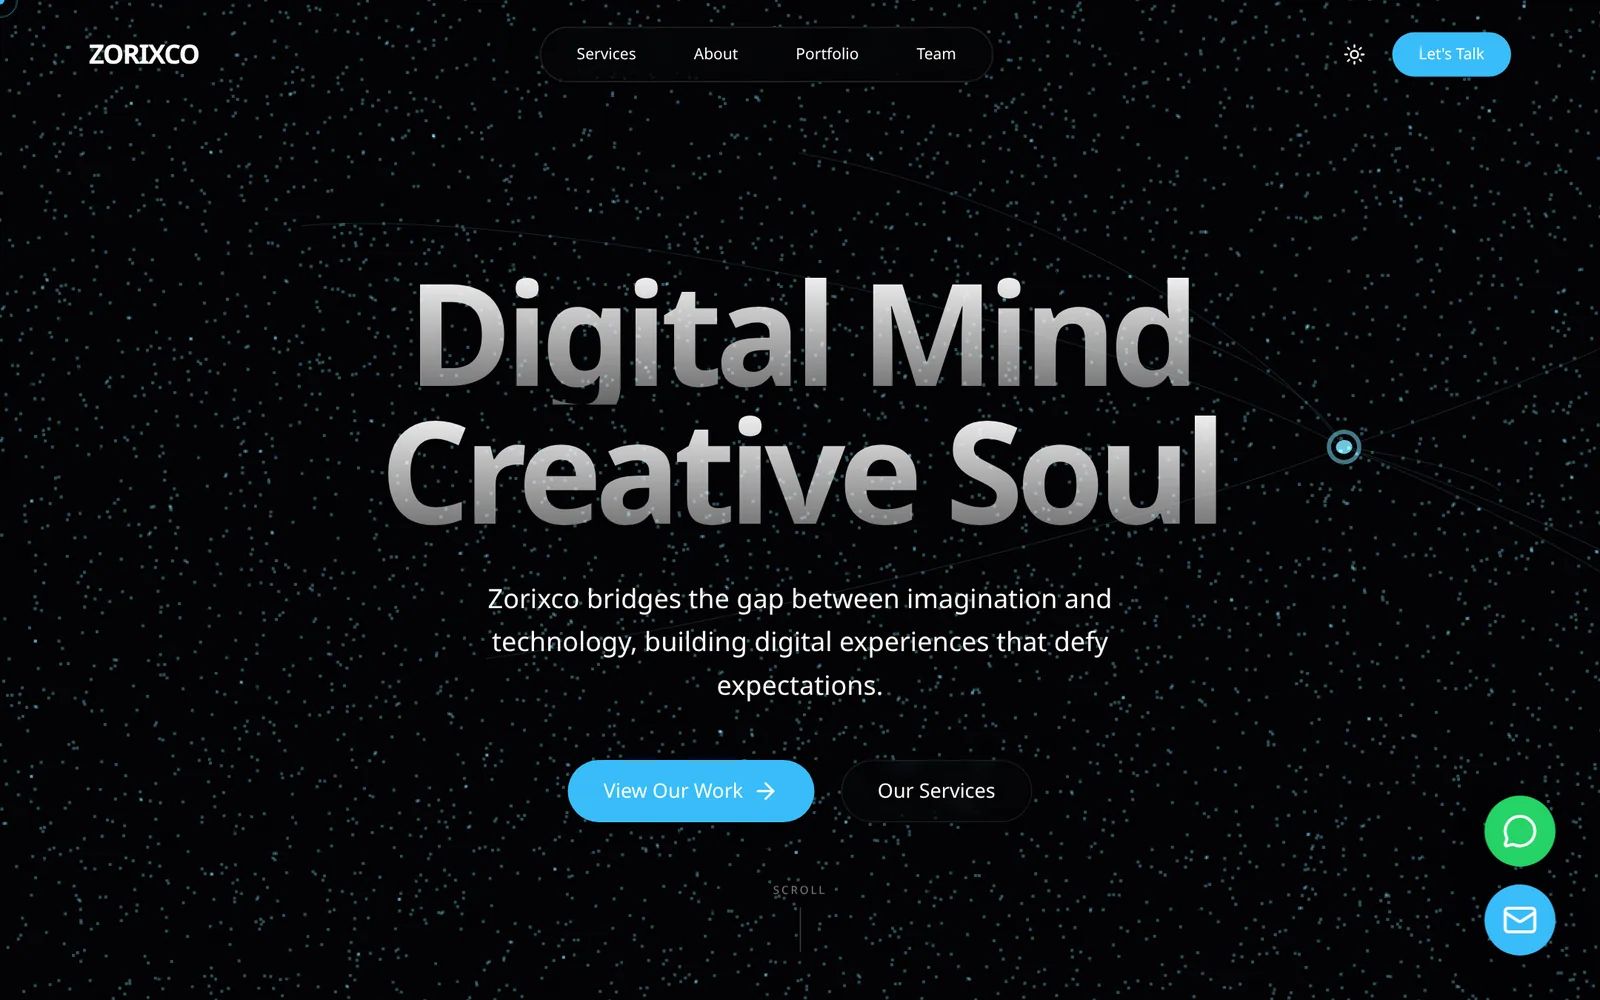 ZORIXCO
Services
About
Portfolio
Team
Let's Talk
Digital Mind
Creative Soul
Zorixco bridges the gap between imagination and
technology, building digital experiences that defy
expectations.
View Our Work
Our Services
SCROLL